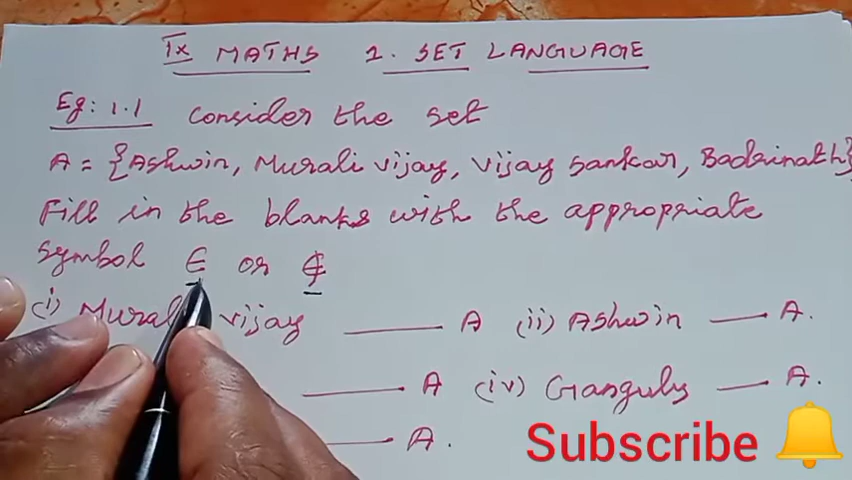 IX MATHS 1. SET LANGUAGE
Eg: 1.1 Consider the set
A = {Ashwin, Murali vijay, Vijay Sankar, Badrinath}
Fill in the blanks with the appropriate
symbol ∈ or ∉
(i) Murali vijay ______ A (ii) Ashwin ____ A.
______ A (iv) Ganguly ___ A.
____ A.
Subscribe